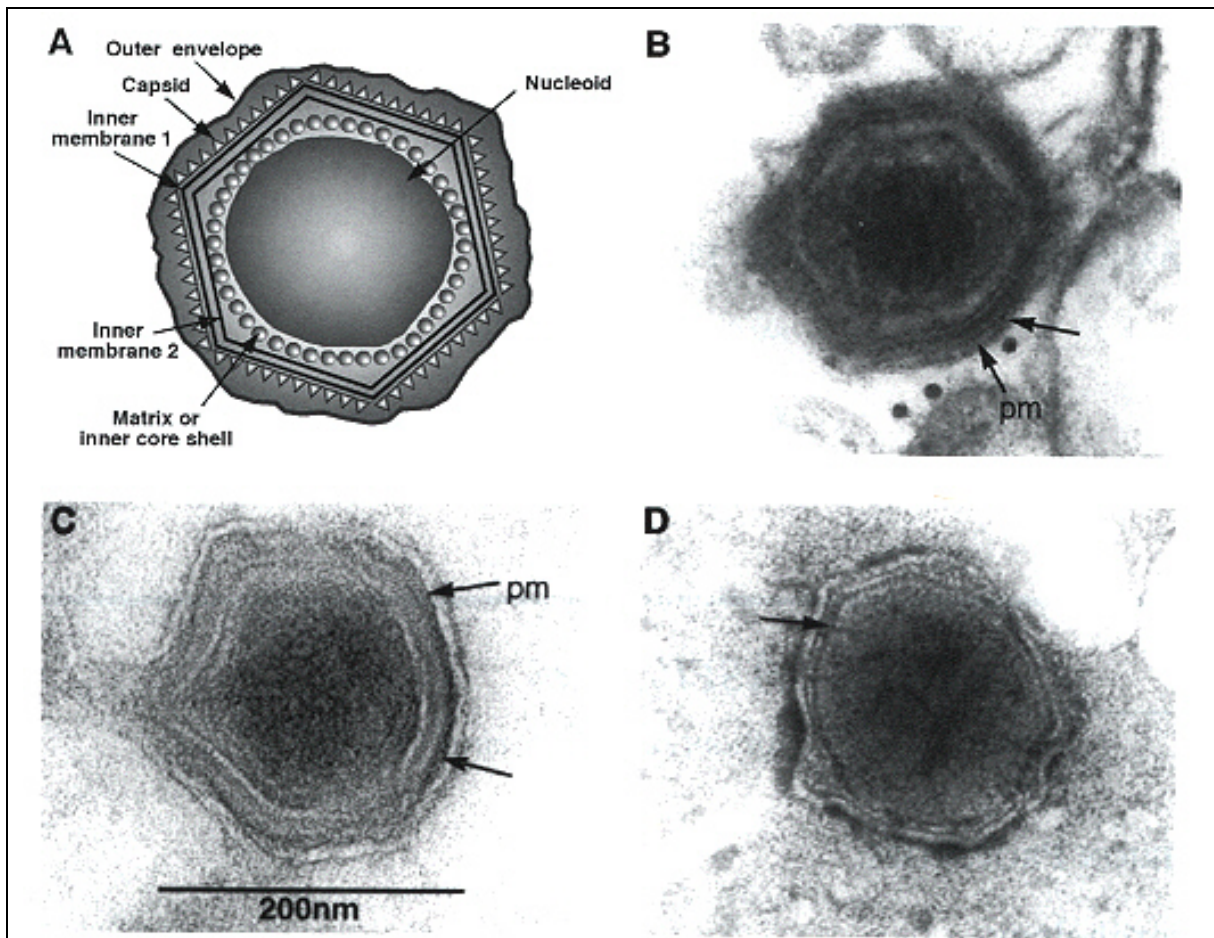 A
Outer envelope
Capsid
Inner
membrane 1
Nucleoid
Inner
membrane 2
Matrix or
inner core shell
B
pm
C
pm
200nm
D